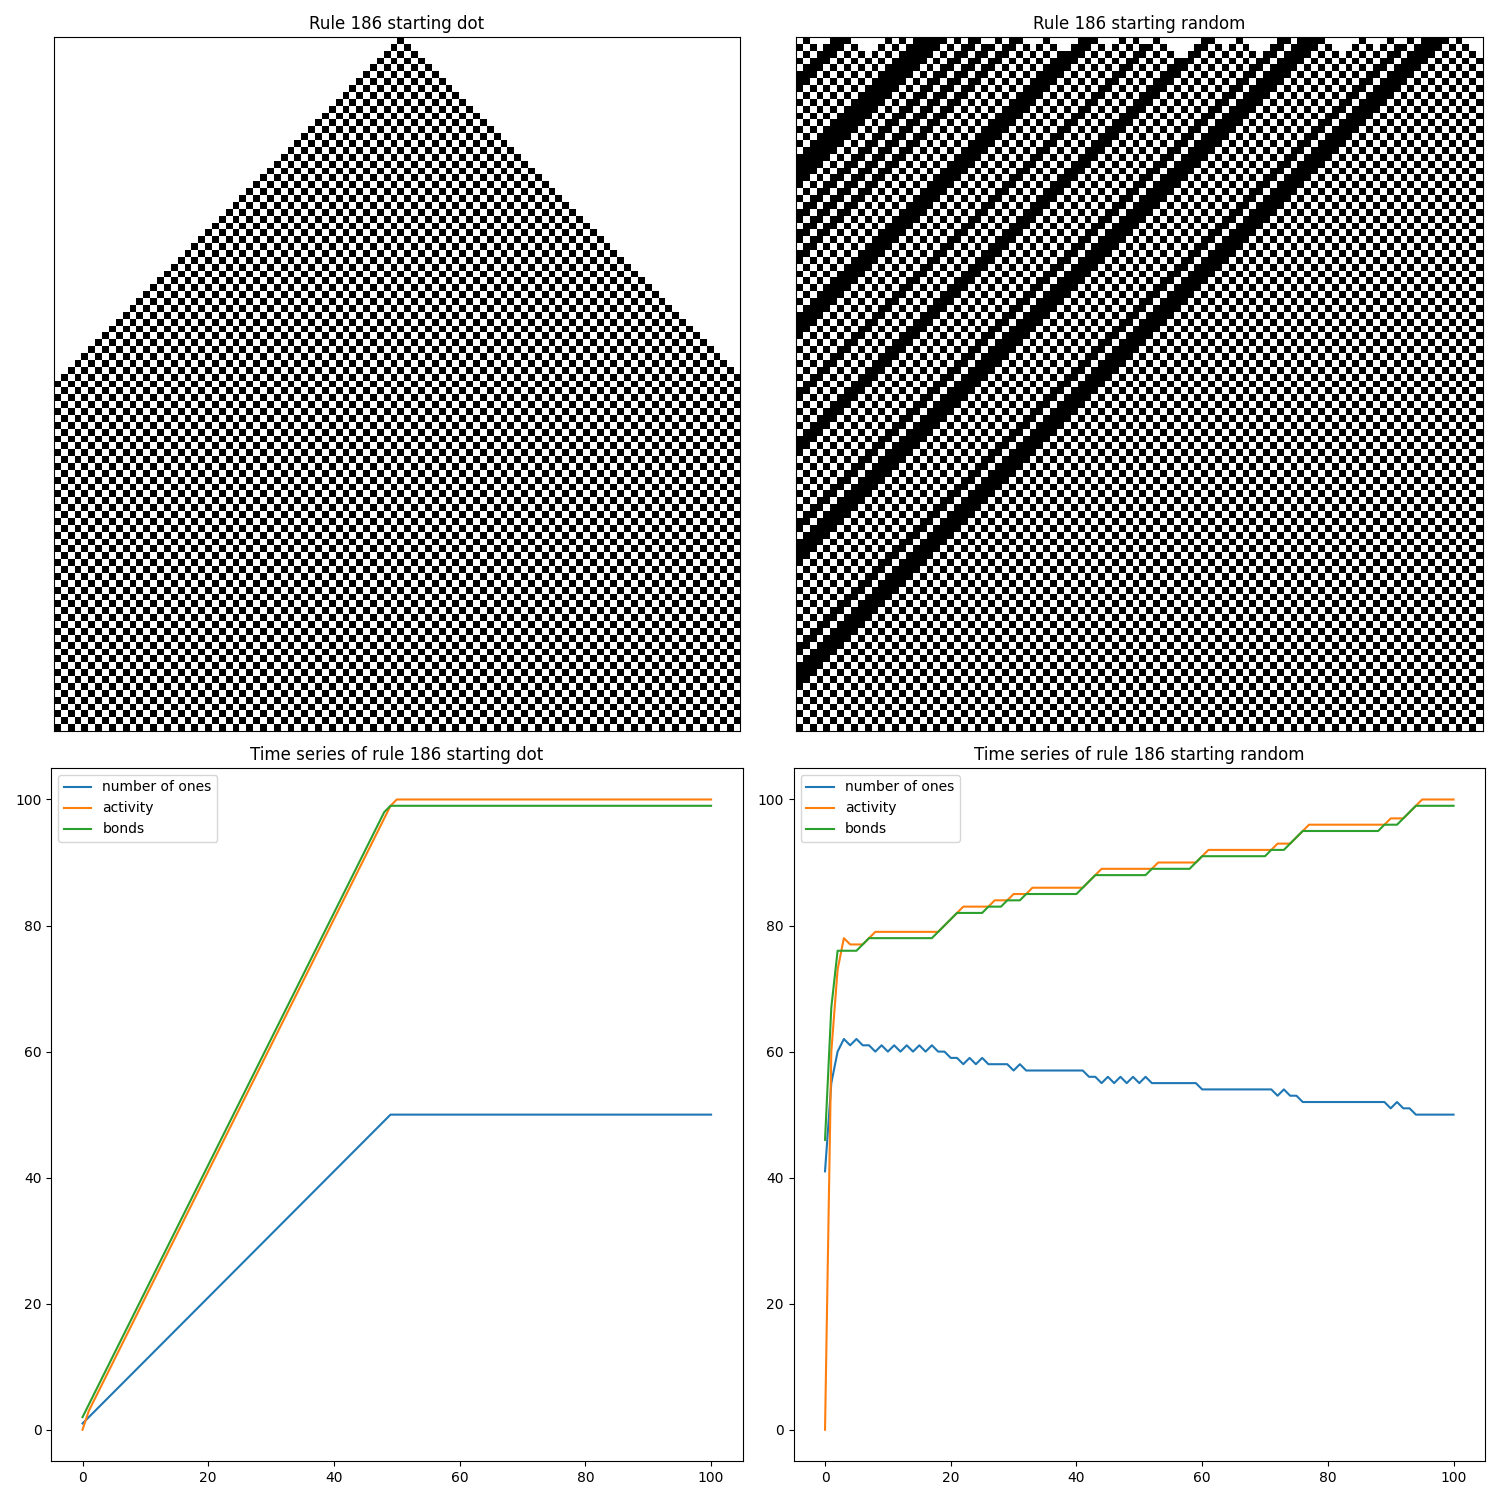 Rule 186 starting dot
Rule 186 starting random
Time series of rule 186 starting dot
number of ones
activity
bonds
100
80
60
40
20
0
0 20 40 60 80 100
Time series of rule 186 starting random
number of ones
activity
bonds
100
80
60
40
20
0
0 20 40 60 80 100